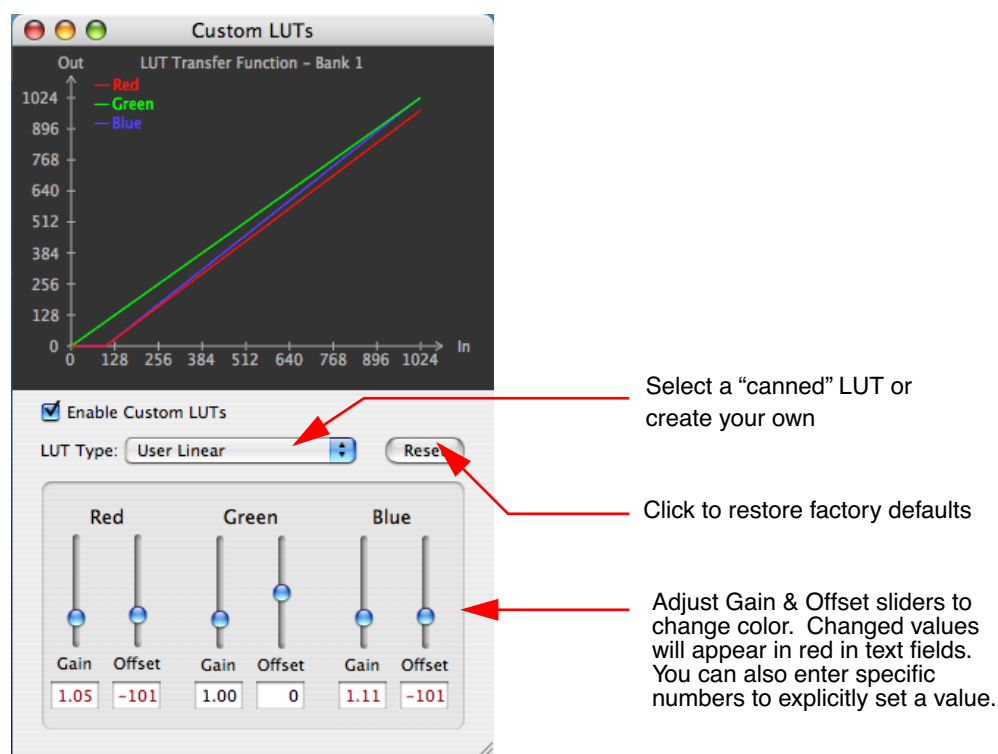 Custom LUTs
Out LUT Transfer Function – Bank 1
Red
Green
Blue
1024
896
768
640
512
384
256
128
0
0 128 256 384 512 640 768 896 1024 In
Enable Custom LUTs
LUT Type: User Linear
Red Green Blue
Gain Offset Gain Offset Gain Offset
1.05 -101 1.00 0 1.11 -101
Select a “canned” LUT or
create your own
Click to restore factory defaults
Adjust Gain & Offset sliders to
change color. Changed values
will appear in red in text fields.
You can also enter specific
numbers to explicitly set a value.